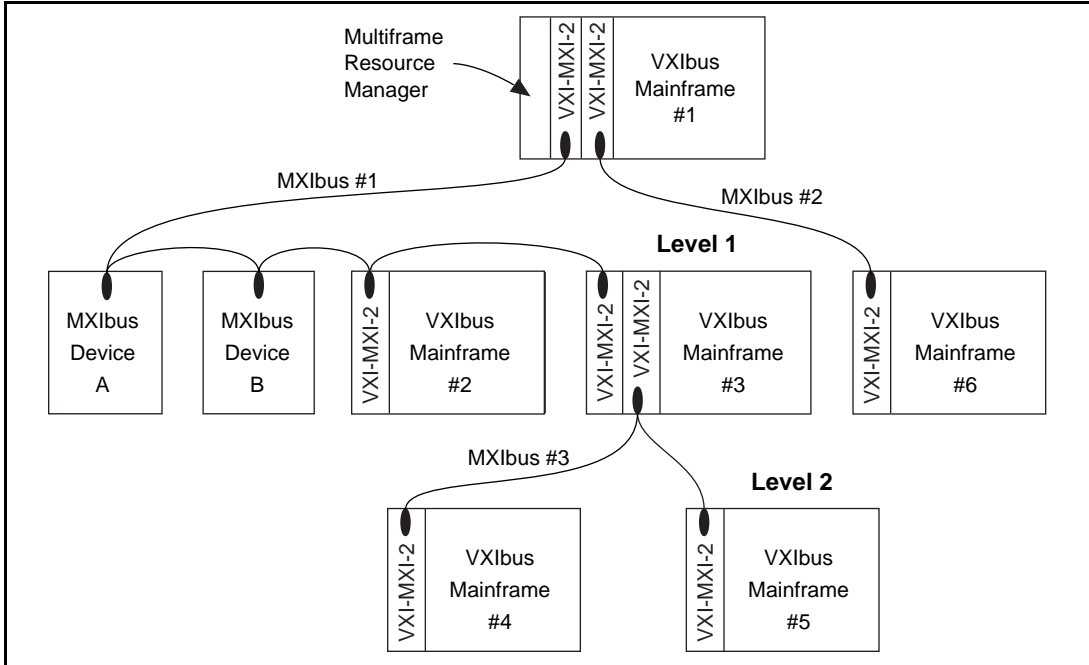 Multiframe
Resource
Manager
VXI-MXI-2
VXI-MXI-2
VXIbus
Mainframe
#1
MXIbus #1
MXIbus #2
Level 1
MXIbus
Device
A
MXIbus
Device
B
VXI-MXI-2
VXIbus
Mainframe
#2
VXI-MXI-2
VXI-MXI-2
VXIbus
Mainframe
#3
VXI-MXI-2
VXIbus
Mainframe
#6
MXIbus #3
Level 2
VXI-MXI-2
VXIbus
Mainframe
#4
VXI-MXI-2
VXIbus
Mainframe
#5